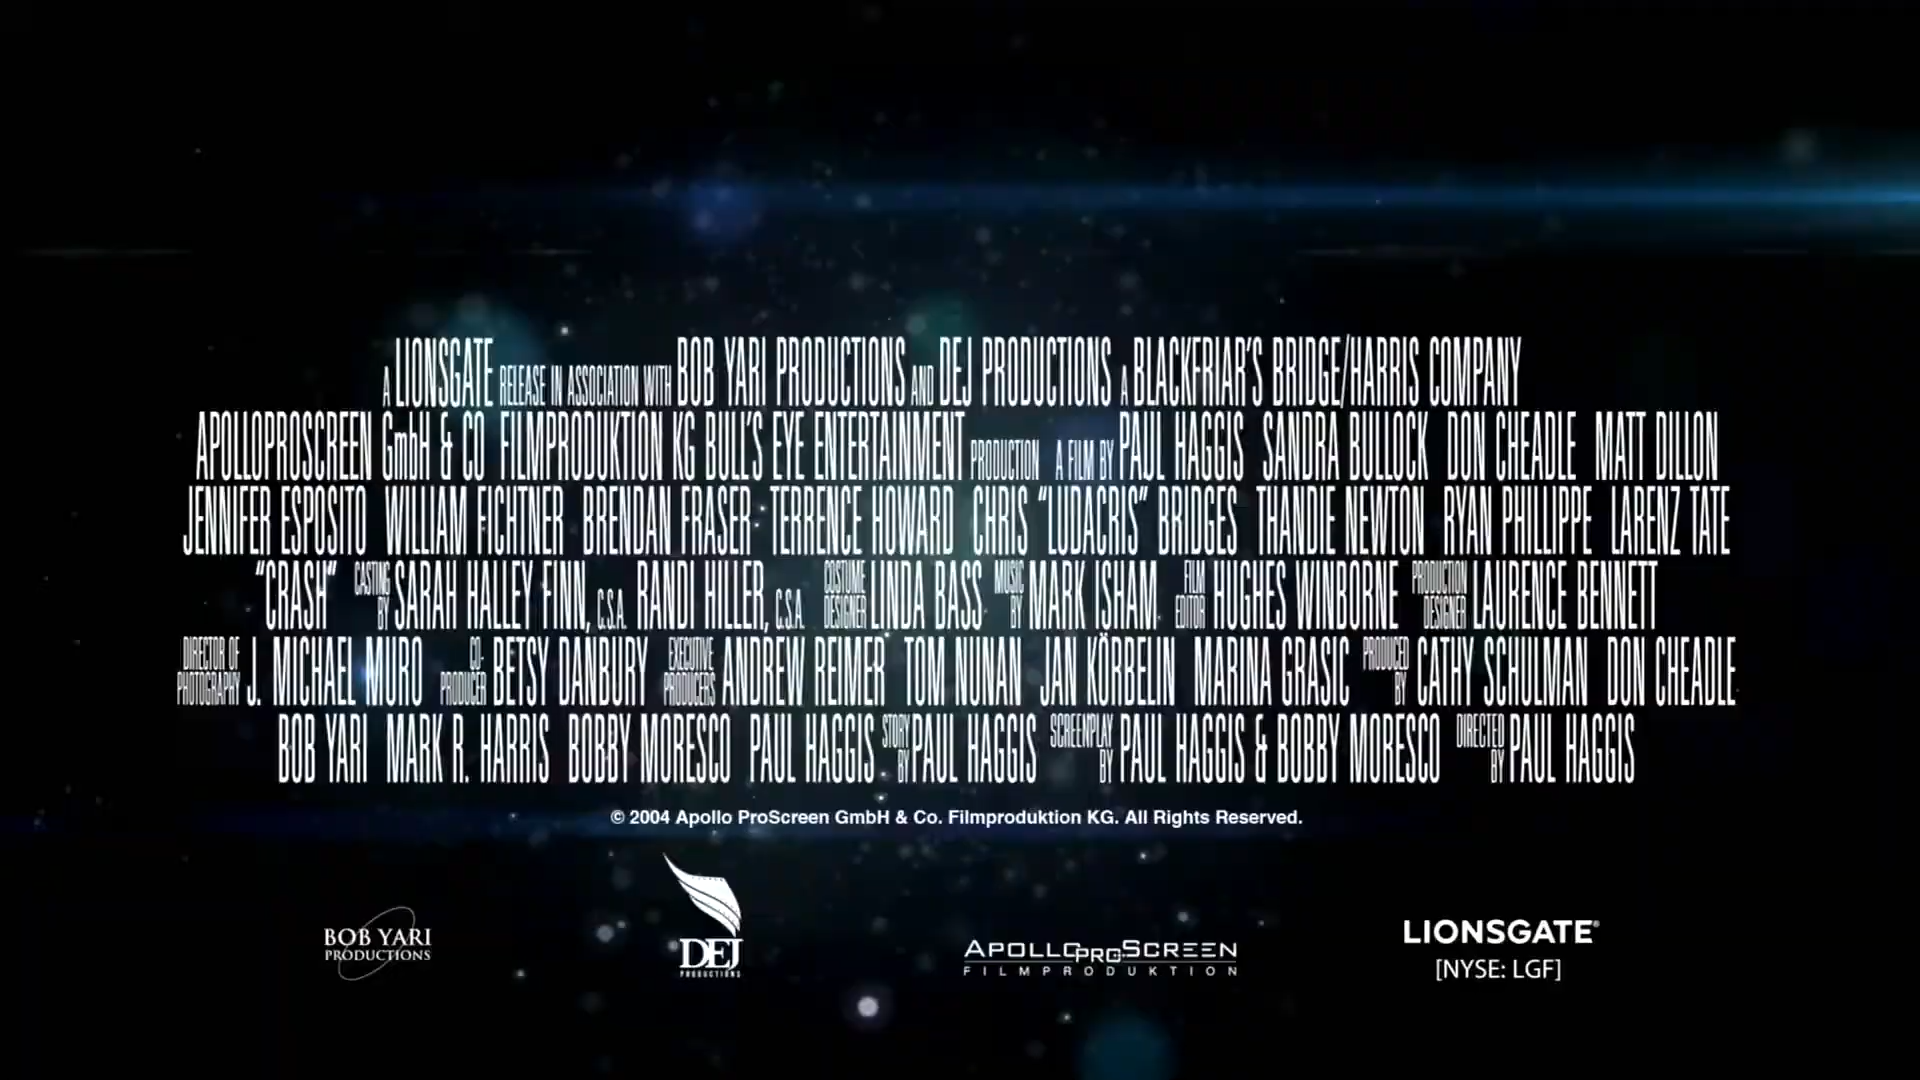 A LIONSGATE RELEASE IN ASSOCIATION WITH BOB YARI PRODUCTIONS AND DEJ PRODUCTIONS A BLACKFRIAR'S BRIDGE/HARRIS COMPANY
APOLLOPROSCREEN GmbH & CO FILMPRODUKTION KG BULL'S EYE ENTERTAINMENT PRODUCTION A FILM BY PAUL HAGGIS SANDRA BULLOCK DON CHEADLE MATT DILLON
JENNIFER ESPOSITO WILLIAM FICHTNER BRENDAN FRASER TERRENCE HOWARD CHRIS "LUDACRIS" BRIDGES THANDIE NEWTON RYAN PHILLIPPE LARENZ TATE
"CRASH" CASTING BY SARAH HALLEY FINN, C.S.A. RANDI HILLER, C.S.A. COSTUME DESIGNER LINDA BASS MUSIC BY MARK ISHAM FILM EDITOR HUGHES WINBORNE PRODUCTION DESIGNER LAURENCE BENNETT
DIRECTOR OF PHOTOGRAPHY J. MICHAEL MURO CO-PRODUCER BETSY DANBURY EXECUTIVE PRODUCERS ANDREW REIMER TOM NUNAN JAN KÖRBELIN MARINA GRASIC PRODUCED BY CATHY SCHULMAN DON CHEADLE
BOB YARI MARK R. HARRIS BOBBY MORESCO PAUL HAGGIS STORY BY PAUL HAGGIS SCREENPLAY BY PAUL HAGGIS & BOBBY MORESCO DIRECTED BY PAUL HAGGIS
© 2004 Apollo ProScreen GmbH & Co. Filmproduktion KG. All Rights Reserved.
BOB YARI
PRODUCTIONS
DEJ
PRODUCTIONS
APOLLOPROSCREEN
FILMPRODUKTION
LIONSGATE®
[NYSE: LGF]